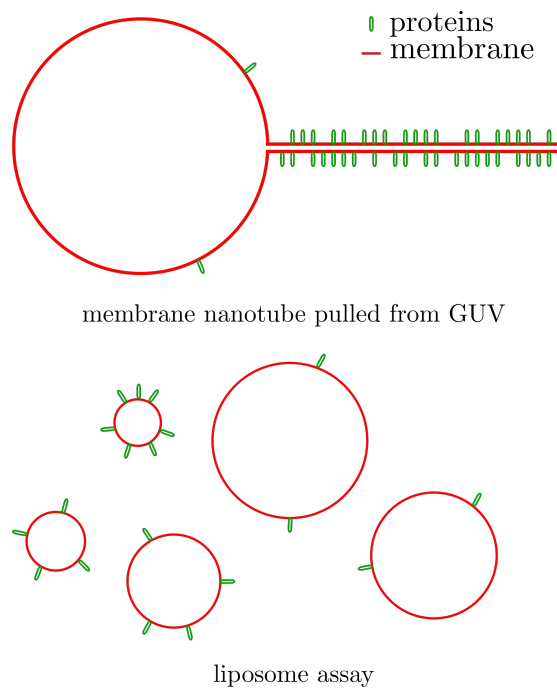 proteins
membrane
membrane nanotube pulled from GUV
liposome assay